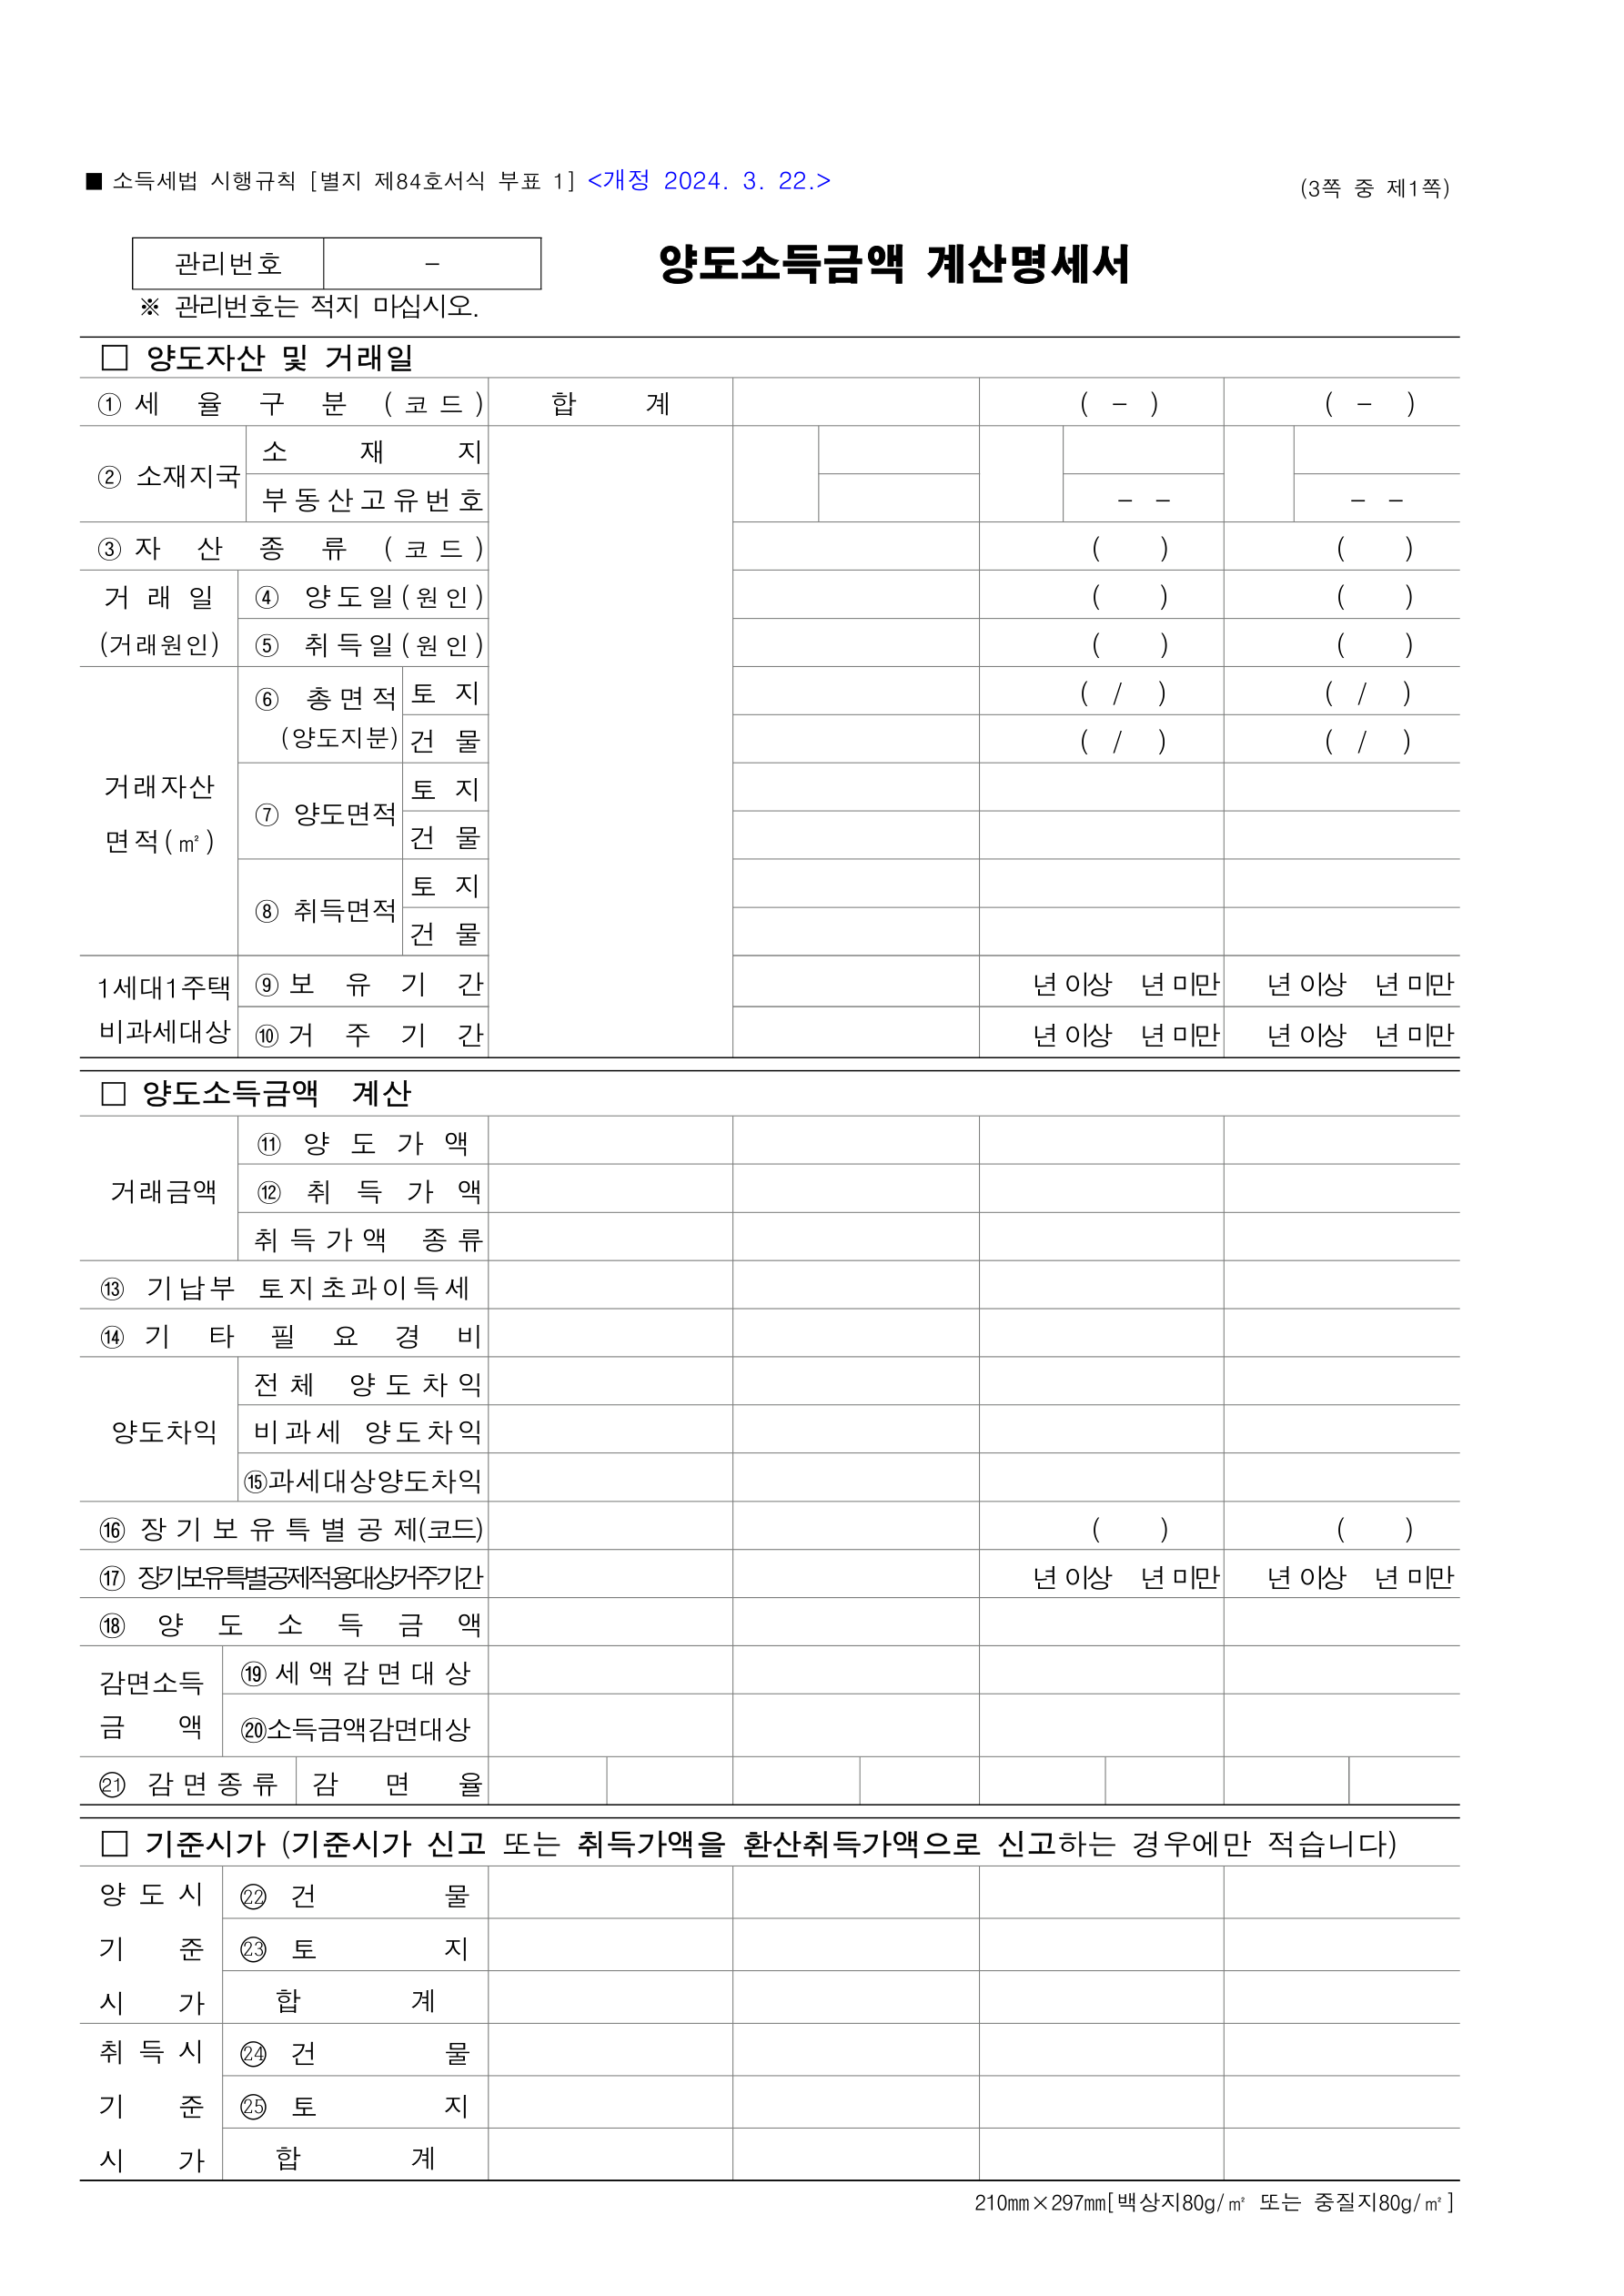 ■ 소득세법 시행규칙 [별지 제84호서식 부표 1] <개정 2024. 3. 22.>
(3쪽 중 제1쪽)
관리번호 －
양도소득금액 계산명세서
※ 관리번호는 적지 마십시오.
□ 양도자산 및 거래일
① 세 율 구 분 (코드) 합 계 ( － ) ( － )
② 소재지국 소 재 지
부동산고유번호 － － － －
③ 자 산 종 류 (코드) ( ) ( )
거 래 일 ④ 양도일(원인) ( ) ( )
(거래원인) ⑤ 취득일(원인) ( ) ( )
⑥ 총면적 토 지 ( / ) ( / )
(양도지분) 건 물 ( / ) ( / )
거래자산
면적(㎡)
⑦ 양도면적 토 지
건 물
⑧ 취득면적 토 지
건 물
1세대1주택 ⑨ 보 유 기 간 년 이상 년 미만 년 이상 년 미만
비과세대상 ⑩ 거 주 기 간 년 이상 년 미만 년 이상 년 미만
□ 양도소득금액 계산
거래금액 ⑪ 양 도 가 액
⑫ 취 득 가 액
취득가액 종류
⑬ 기납부 토지초과이득세
⑭ 기 타 필 요 경 비
양도차익 전체 양도차익
비과세 양도차익
⑮과세대상양도차익
⑯ 장기보유특별공제(코드) ( ) ( )
⑰ 장기보유특별공제적용대상거주기간 년 이상 년 미만 년 이상 년 미만
⑱ 양 도 소 득 금 액
감면소득 ⑲ 세액감면대상
금 액 ⑳소득금액감면대상
㉑ 감면종류 감 면 율
□ 기준시가 (기준시가 신고 또는 취득가액을 환산취득가액으로 신고하는 경우에만 적습니다)
양 도 시 ㉒ 건 물
기 준 ㉓ 토 지
시 가 합 계
취 득 시 ㉔ 건 물
기 준 ㉕ 토 지
시 가 합 계
210mm×297mm[백상지80g/㎡ 또는 중질지80g/㎡]